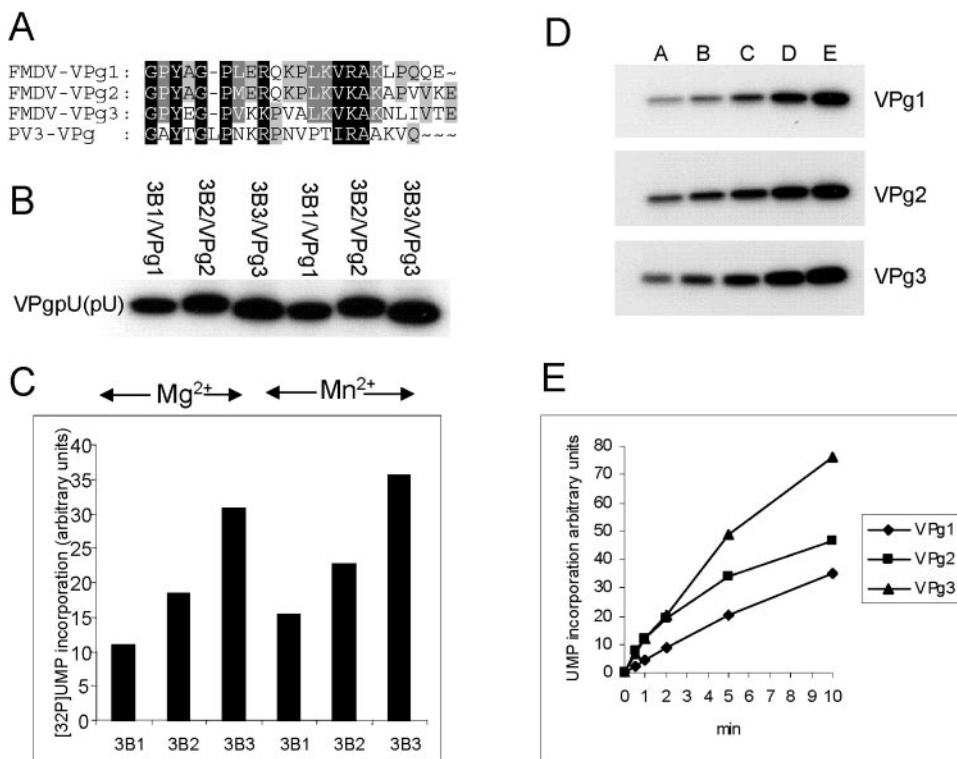 A
FMDV-VPg1: GPYAG-PLERQKPLKVRAKLPQQE~
FMDV-VPg2: GPYAG-PMERQKPLKVKAKAPVVKE
FMDV-VPg3: GPYEG-PVKKPVALKVKAKNLIVTE
PV3-VPg : GAYTGLPNKRPNVPTIRAAKVQ~~~
B
3B1/VPg1
3B2/VPg2
3B3/VPg3
3B1/VPg1
3B2/VPg2
3B3/VPg3
VPgpU(pU)
C
Mg2+ Mn2+
[32P]UMP incorporation (arbitrary units)
40
35
30
25
20
15
10
5
0
3B1 3B2 3B3 3B1 3B2 3B3
D
A B C D E
VPg1
VPg2
VPg3
E
UMP incorporation arbitrary units
80
70
60
50
40
30
20
10
0
0 1 2 3 4 5 6 7 8 9 10
min
VPg1
VPg2
VPg3